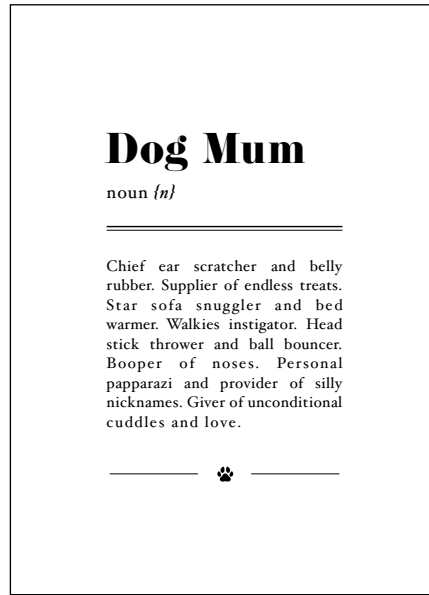 Dog Mum
noun {n}
Chief ear scratcher and belly
rubber. Supplier of endless treats.
Star sofa snuggler and bed
warmer. Walkies instigator. Head
stick thrower and ball bouncer.
Booper of noses. Personal
papparazi and provider of silly
nicknames. Giver of unconditional
cuddles and love.